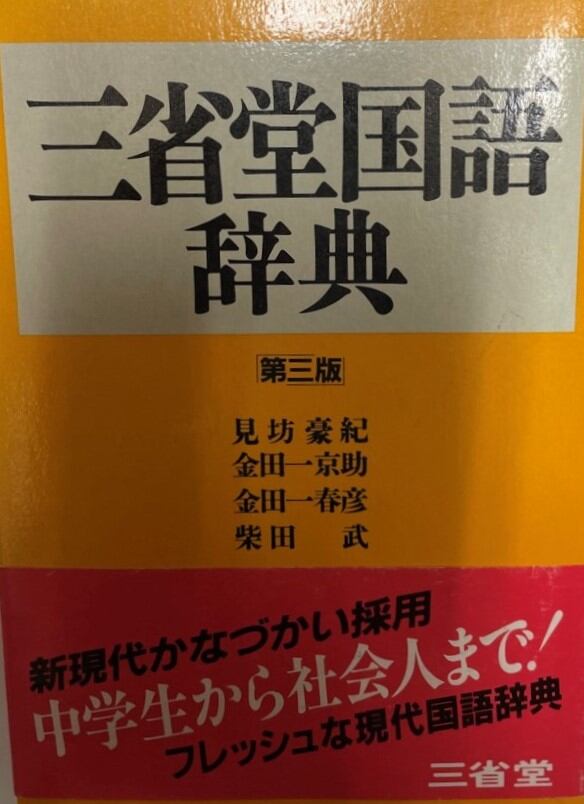 三省堂国語
辞典
第三版
見坊豪紀
金田一京助
金田一春彦
柴田 武
新現代かなづかい採用
中学生から社会人まで!
フレッシュな現代国語辞典
三省堂